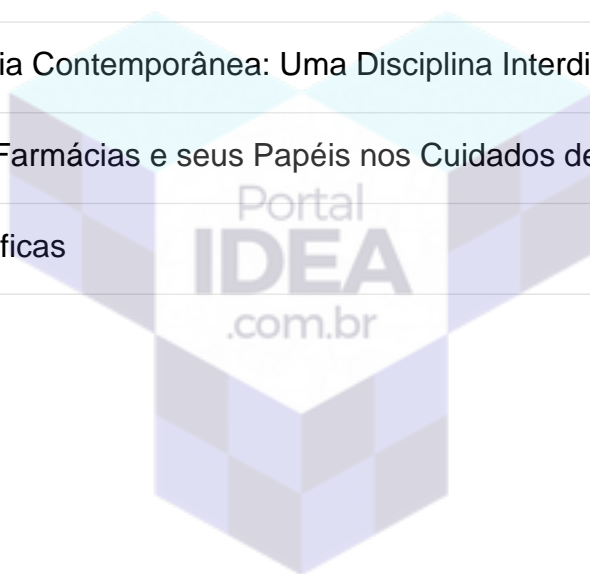 ia Contemporânea: Uma Disciplina Interdi
Farmácias e seus Papéis nos Cuidados de
Portal
IDEA
.com.br
ficas